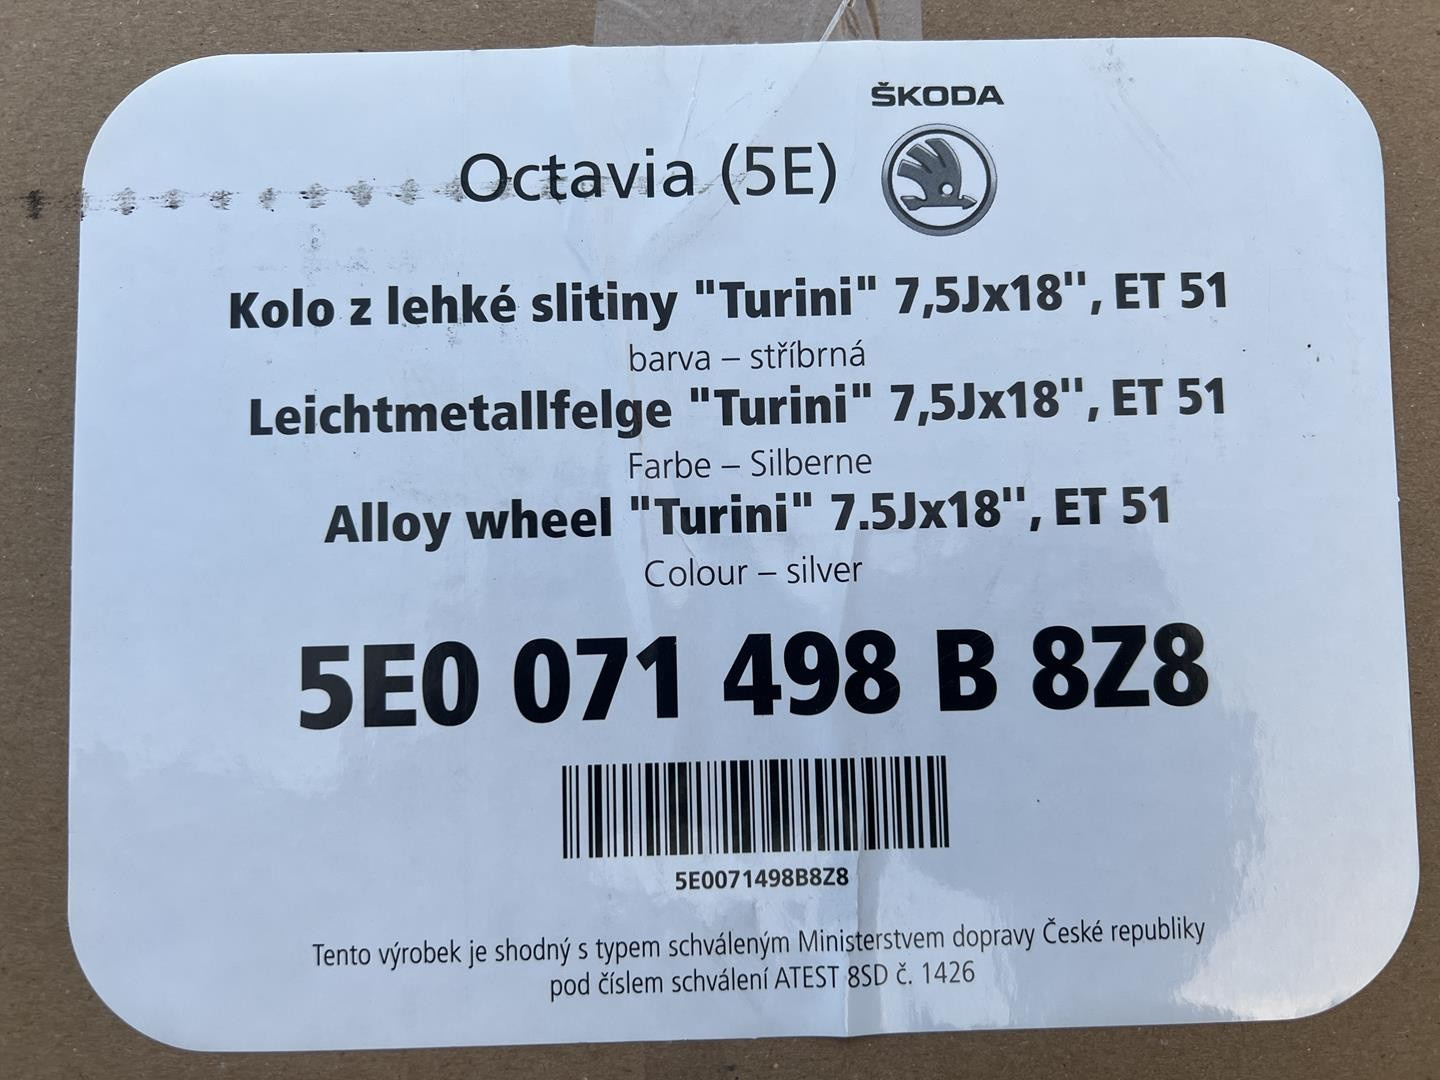 ŠKODA
Octavia (5E)
Kolo z lehké slitiny "Turini" 7,5Jx18'', ET 51
barva – stříbrná
Leichtmetallfelge "Turini" 7,5Jx18'', ET 51
Farbe – Silberne
Alloy wheel "Turini" 7.5Jx18'', ET 51
Colour – silver
5E0 071 498 B 8Z8
5E0071498B8Z8
Tento výrobek je shodný s typem schváleným Ministerstvem dopravy České republiky
pod číslem schválení ATEST 8SD č. 1426